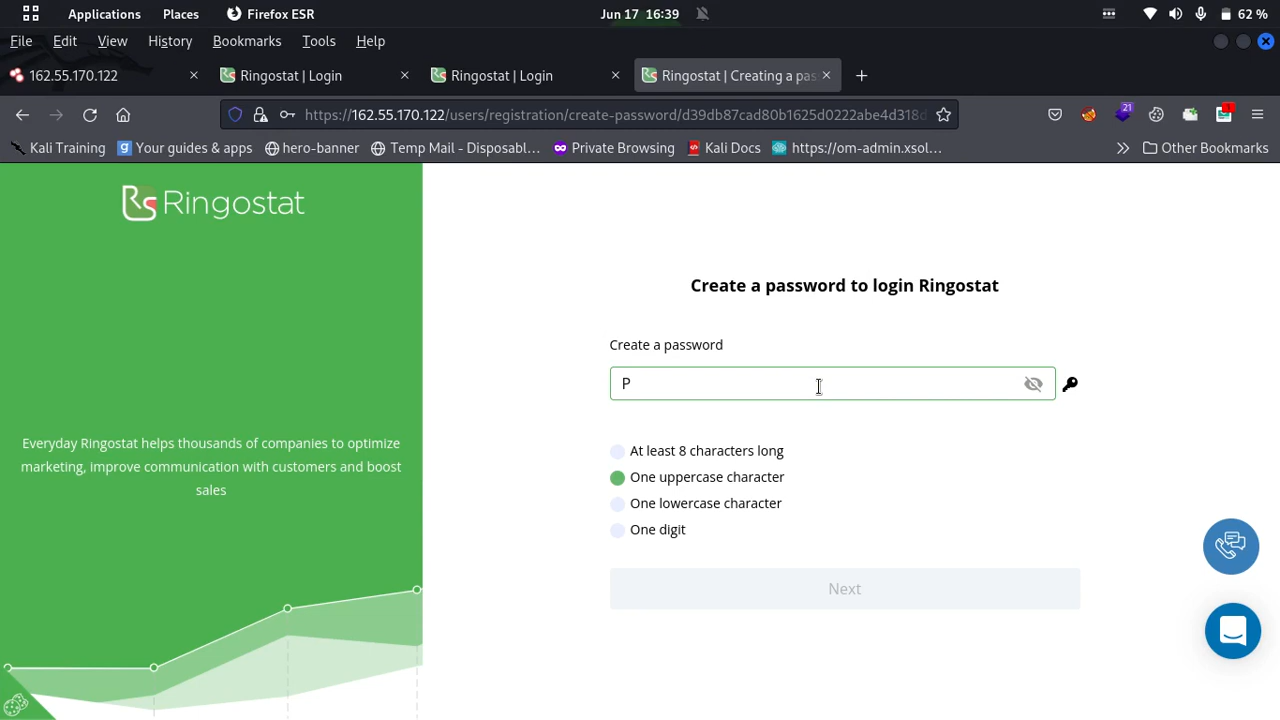 Applications Places Firefox ESR Jun 17 16:39 62 %
File Edit View History Bookmarks Tools Help
162.55.170.122 Ringostat | Login Ringostat | Login Ringostat | Creating a pas
https://162.55.170.122/users/registration/create-password/d39db87cad80b1625d0222abe4d318d 21 1
Kali Training Your guides & apps hero-banner Temp Mail - Disposabl… Private Browsing Kali Docs https://om-admin.xsol… Other Bookmarks
Rs Ringostat
Everyday Ringostat helps thousands of companies to optimize
marketing, improve communication with customers and boost
sales
Create a password to login Ringostat
Create a password
P
At least 8 characters long
One uppercase character
One lowercase character
One digit
Next